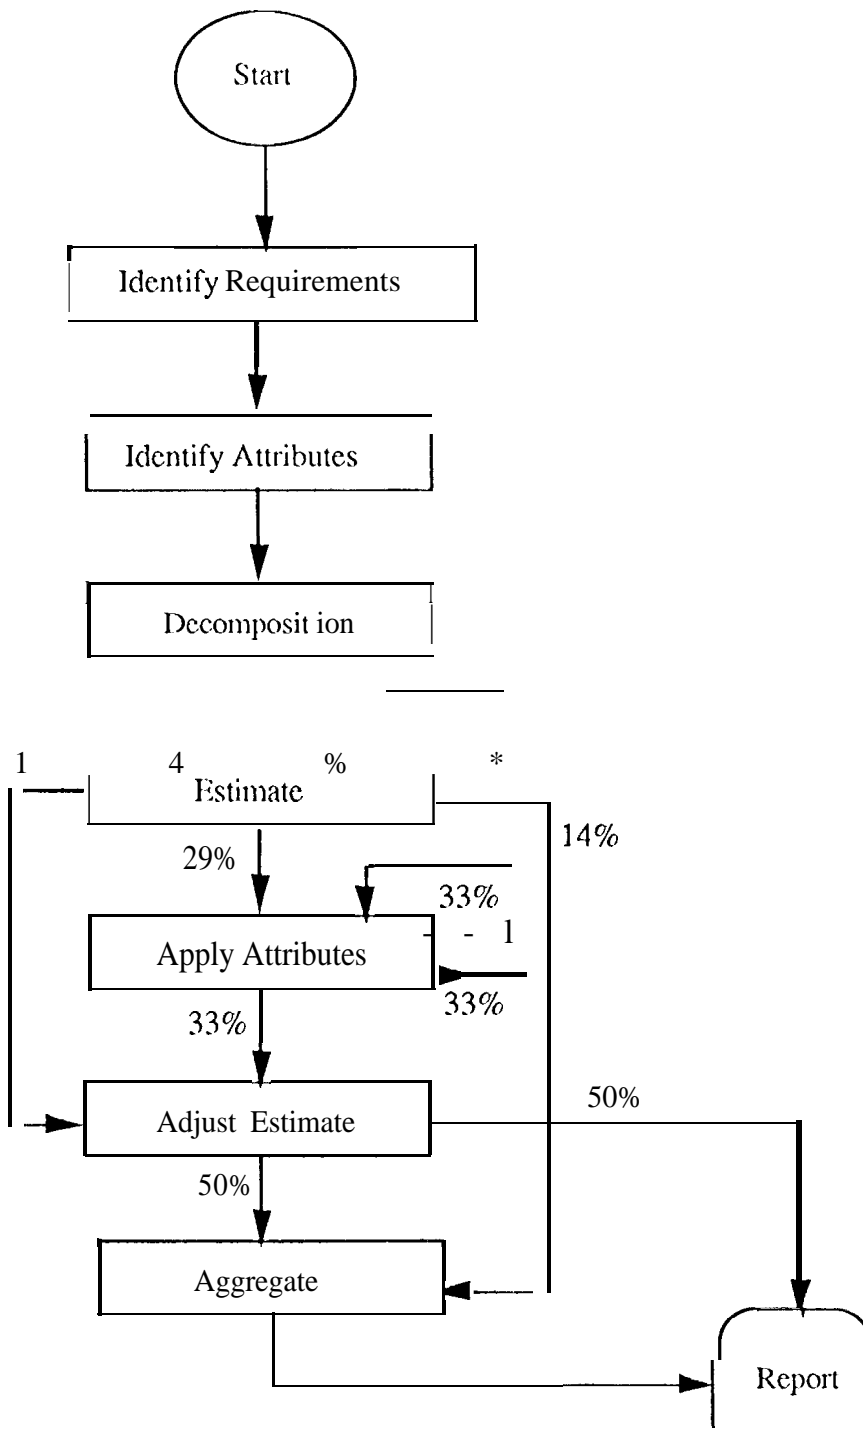 Start
Identify Requirements
Identify Attributes
Decomposit ion
1 4 % *
Estimate
14%
29%
33%
Apply Attributes
- - 1
33%
33%
Adjust Estimate
50%
50%
Aggregate
Report